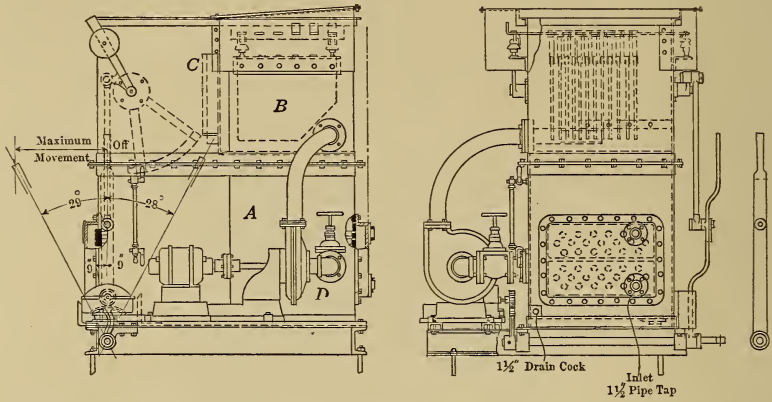 C
B
Maximum
Off
Movement
29°
28°
A
9"
9"
D
1½" Drain Cock
Inlet
1½" Pipe Tap